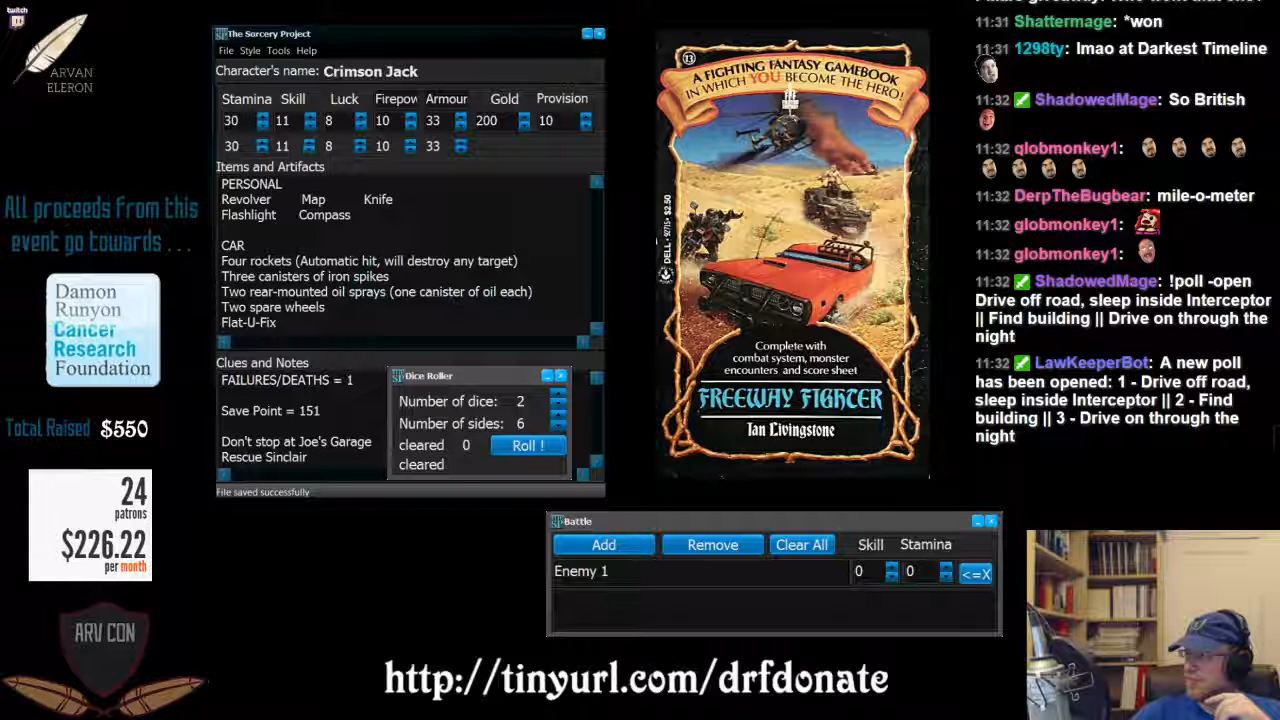 twitch
ARVAN
ELERON
All proceeds from this
event go towards . . .
Damon
Runyon
Cancer
Research
Foundation
Total Raised $550
24
patrons
$226.22
per month
ARV CON
The Sorcery Project
File Style Tools Help
Character's name: Crimson Jack
Stamina Skill Luck Firepow Armour Gold Provision
30 11 8 10 33 200 10
30 11 8 10 33
Items and Artifacts
PERSONAL
Revolver Map Knife
Flashlight Compass
CAR
Four rockets (Automatic hit, will destroy any target)
Three canisters of iron spikes
Two rear-mounted oil sprays (one canister of oil each)
Two spare wheels
Flat-U-Fix
Clues and Notes
FAILURES/DEATHS = 1
Save Point = 151
Don't stop at Joe's Garage
Rescue Sinclair
File saved successfully
Dice Roller
Number of dice: 2
Number of sides: 6
cleared 0 Roll !
cleared
13
A FIGHTING FANTASY GAMEBOOK
IN WHICH YOU BECOME THE HERO!
DELL • 92715 • $2.50
Complete with
combat system, monster
encounters, and score sheet
FREEWAY FIGHTER
Ian Livingstone
Battle
Add Remove Clear All Skill Stamina
Enemy 1 0 0 <=X
http://tinyurl.com/drfdonate
11:31 Shattermage: *won
11:31 1298ty: lmao at Darkest Timeline
11:32 ShadowedMage: So British
11:32 globmonkey1:
11:32 DerpTheBugbear: mile-o-meter
11:32 globmonkey1:
11:32 globmonkey1:
11:32 ShadowedMage: !poll -open
Drive off road, sleep inside Interceptor
|| Find building || Drive on through the
night
11:32 LawKeeperBot: A new poll
has been opened: 1 - Drive off road,
sleep inside Interceptor || 2 - Find
building || 3 - Drive on through the
night